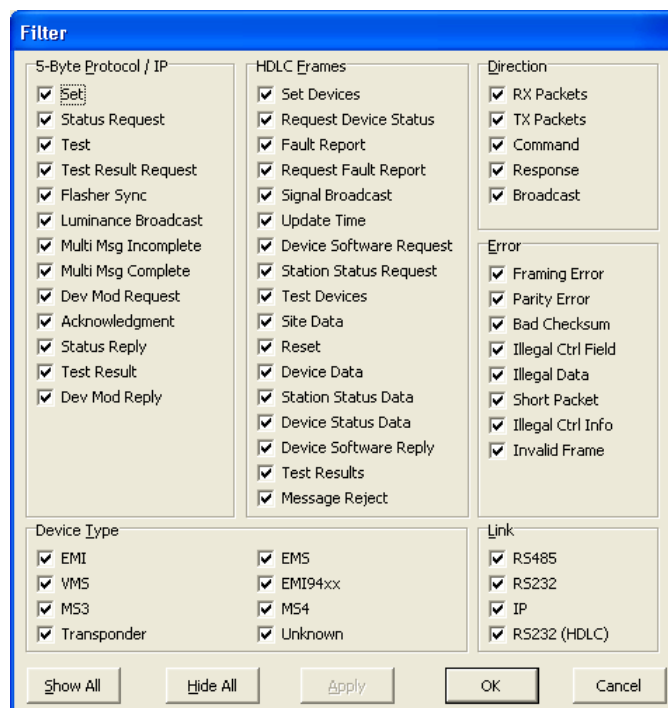 Filter
5-Byte Protocol / IP
Set
Status Request
Test
Test Result Request
Flasher Sync
Luminance Broadcast
Multi Msg Incomplete
Multi Msg Complete
Dev Mod Request
Acknowledgment
Status Reply
Test Result
Dev Mod Reply
HDLC Frames
Set Devices
Request Device Status
Fault Report
Request Fault Report
Signal Broadcast
Update Time
Device Software Request
Station Status Request
Test Devices
Site Data
Reset
Device Data
Station Status Data
Device Status Data
Device Software Reply
Test Results
Message Reject
Direction
RX Packets
TX Packets
Command
Response
Broadcast
Error
Framing Error
Parity Error
Bad Checksum
Illegal Ctrl Field
Illegal Data
Short Packet
Illegal Ctrl Info
Invalid Frame
Device Type
EMI
VMS
MS3
Transponder
EMS
EMI94xx
MS4
Unknown
Link
RS485
RS232
IP
RS232 (HDLC)
Show All
Hide All
Apply
OK
Cancel